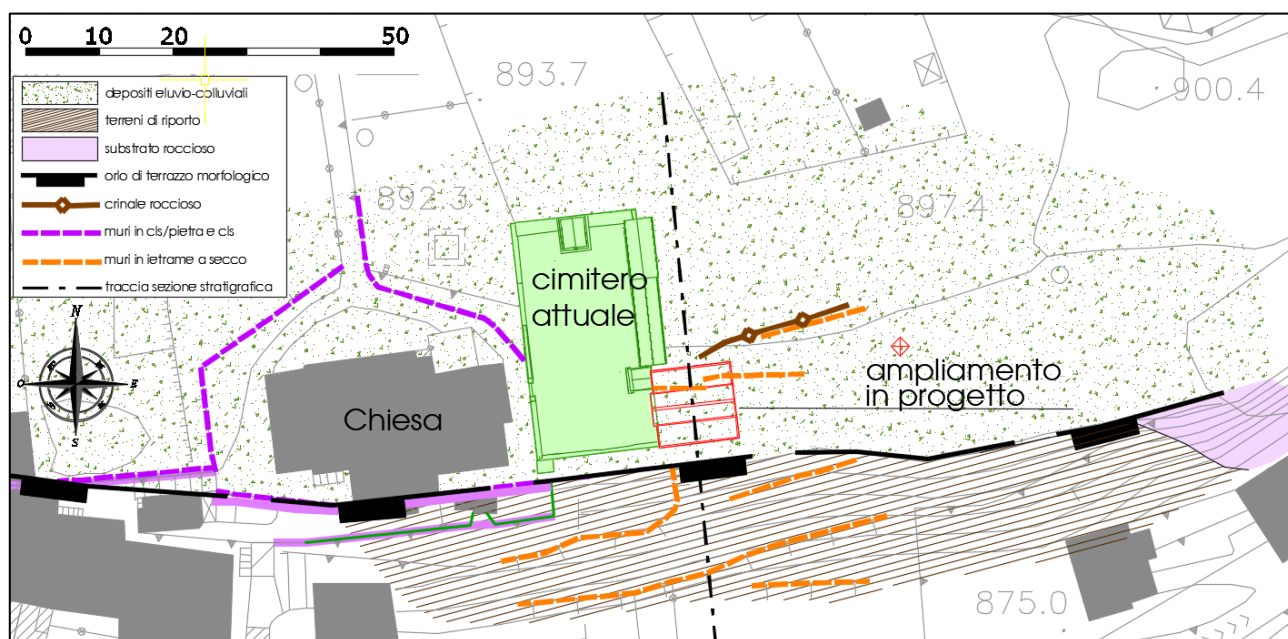 0 10 20 50
depositi eluvio-colluviali
terreni di riporto
substrato roccioso
orlo di terrazzo morfologico
crinale roccioso
muri in cls/pietra e cls
muri in ietrame a secco
traccia sezione stratigrafica
893.7
900.4
892.3
897.4
cimitero
attuale
N
O
E
S
Chiesa
ampliamento
in progetto
875.0